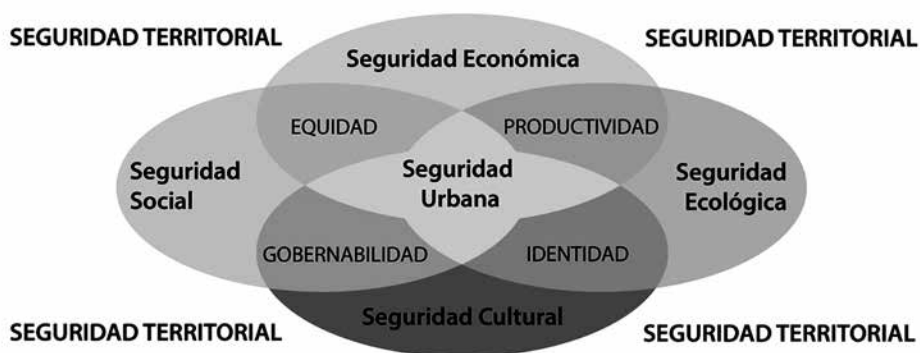 SEGURIDAD TERRITORIAL
SEGURIDAD TERRITORIAL
Seguridad Económica
EQUIDAD
PRODUCTIVIDAD
Seguridad
Social
Seguridad
Urbana
Seguridad
Ecológica
GOBERNABILIDAD
IDENTIDAD
Seguridad Cultural
SEGURIDAD TERRITORIAL
SEGURIDAD TERRITORIAL